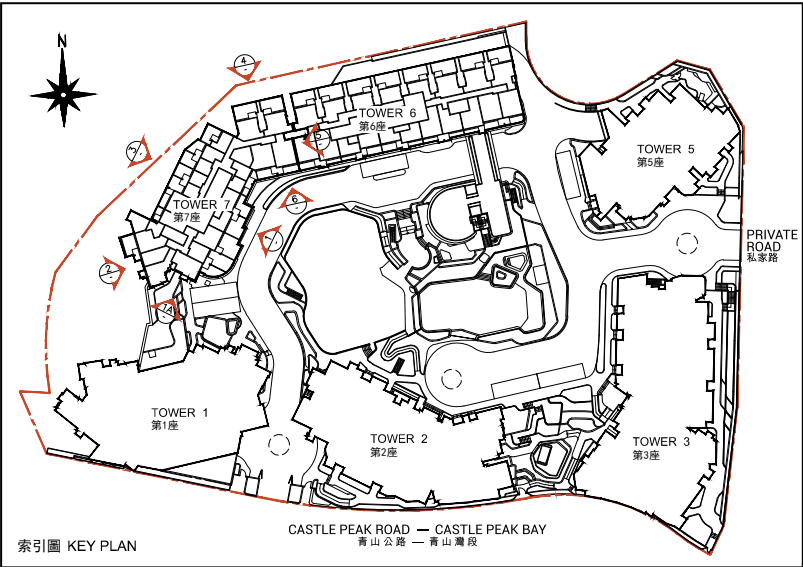 N
4
3
5
TOWER 6
第6座
TOWER 5
第5座
TOWER 7
第7座
6
1
2
1A
PRIVATE
ROAD
私家路
TOWER 1
第1座
TOWER 2
第2座
TOWER 3
第3座
CASTLE PEAK ROAD — CASTLE PEAK BAY
青山公路 — 青山灣段
索引圖 KEY PLAN